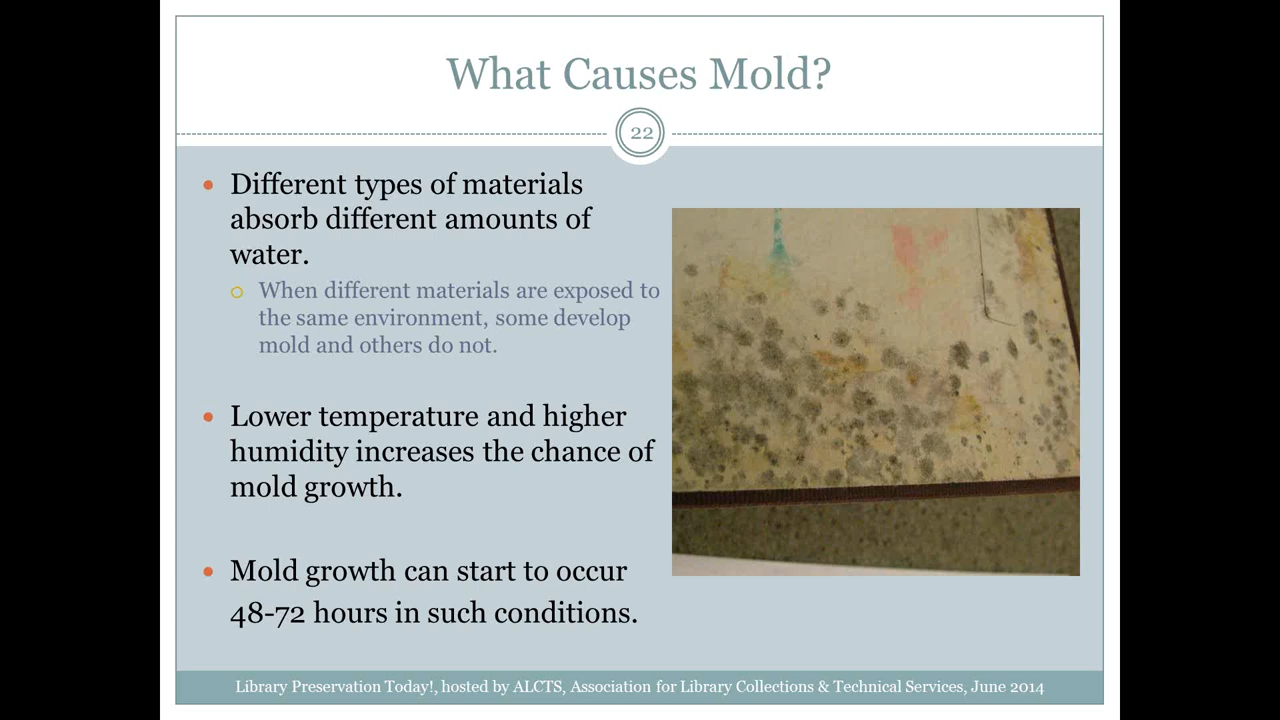 What Causes Mold?
22
Different types of materials
absorb different amounts of
water.
When different materials are exposed to
the same environment, some develop
mold and others do not.
Lower temperature and higher
humidity increases the chance of
mold growth.
Mold growth can start to occur
48-72 hours in such conditions.
Library Preservation Today!, hosted by ALCTS, Association for Library Collections & Technical Services, June 2014